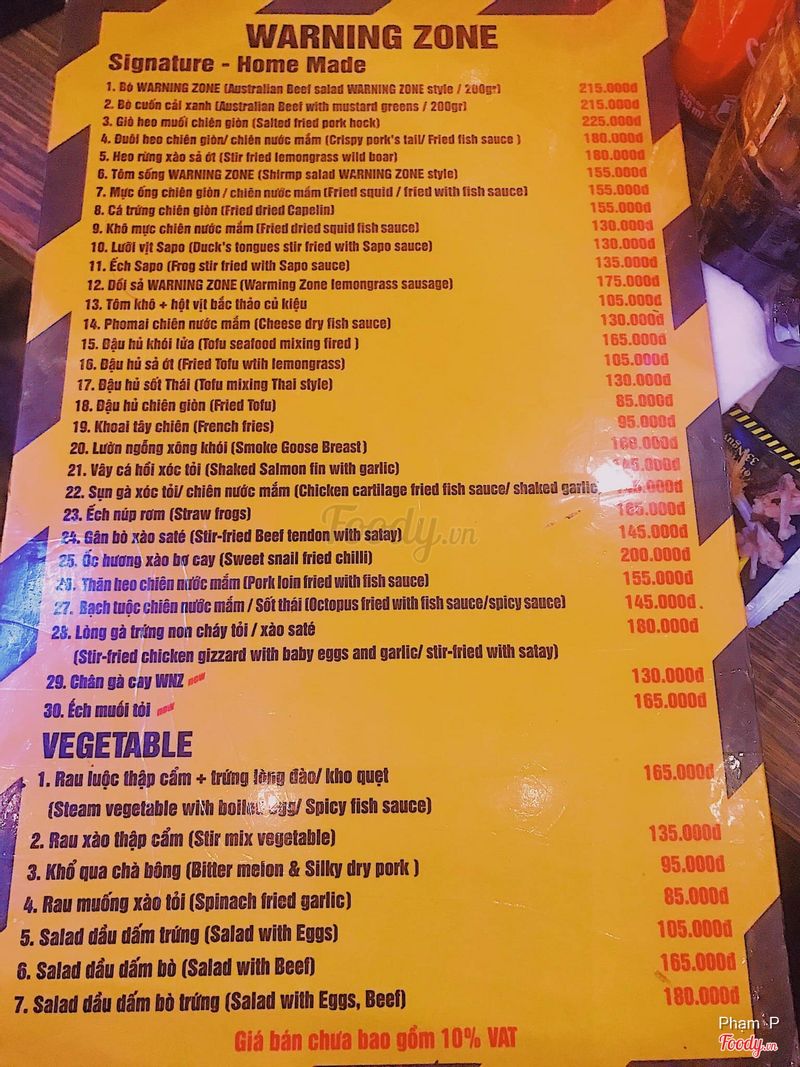 WARNING ZONE
Signature - Home Made
1. Bò WARNING ZONE (Australian Beef salad WARNING ZONE style / 200gr) 215.000đ
2. Bò cuốn cải xanh (Australian Beef with mustard greens / 200gr) 215.000đ
3. Giò heo muối chiên giòn (Salted fried pork hock) 225.000đ
4. Đuôi heo chiên giòn/ chiên nước mắm (Crispy pork's tail/ Fried fish sauce ) 180.000đ
5. Heo rừng xào sả ớt (Stir fried lemongrass wild boar) 180.000đ
6. Tôm sống WARNING ZONE (Shirmp salad WARNING ZONE style) 155.000đ
7. Mực ống chiên giòn / chiên nước mắm (Fried squid / fried with fish sauce) 155.000đ
8. Cá trứng chiên giòn (Fried dried Capelin) 155.000đ
9. Khô mực chiên nước mắm (Fried dried squid fish sauce) 130.000đ
10. Lưỡi vịt Sapo (Duck's tongues stir fried with Sapo sauce) 130.000đ
11. Ếch Sapo (Frog stir fried with Sapo sauce) 135.000đ
12. Dồi sả WARNING ZONE (Warming Zone lemongrass sausage) 175.000đ
13. Tôm khô + hột vịt bắc thảo củ kiệu 105.000đ
14. Phomai chiên nước mắm (Cheese dry fish sauce) 130.000đ
15. Đậu hủ khói lửa (Tofu seafood mixing fired ) 165.000đ
16. Đậu hủ sả ớt (Fried Tofu wtih lemongrass) 105.000đ
17. Đậu hủ sốt Thái (Tofu mixing Thai style) 130.000đ
18. Đậu hủ chiên giòn (Fried Tofu) 85.000đ
19. Khoai tây chiên (French fries) 95.000đ
20. Lườn ngỗng xông khói (Smoke Goose Breast)
21. Vây cá hồi xóc tỏi (Shaked Salmon fin with garlic)
22. Sụn gà xóc tỏi/ chiên nước mắm (Chicken cartilage fried fish sauce/ shaked garlic
23. Ếch núp rơm (Straw frogs)
24. Gân bò xào saté (Stir-fried Beef tendon with satay) 145.000đ
25. Ốc hương xào bơ cay (Sweet snail fried chilli) 200.000đ
26. Thăn heo chiên nước mắm (Pork loin fried with fish sauce) 155.000đ
27. Bạch tuộc chiên nước mắm / Sốt thái (Octopus fried with fish sauce/spicy sauce) 145.000đ.
28. Lòng gà trứng non cháy tỏi / xào saté 180.000đ
(Stir-fried chicken gizzard with baby eggs and garlic/ stir-fried with satay)
29. Chân gà cay WNZ new 130.000đ
30. Ếch muối tỏi new 165.000đ
VEGETABLE
1. Rau luộc thập cẩm + trứng lòng đào/ kho quẹt 165.000đ
(Steam vegetable with boiled egg/ Spicy fish sauce)
2. Rau xào thập cẩm (Stir mix vegetable) 135.000đ
3. Khổ qua chà bông (Bitter melon & Silky dry pork ) 95.000đ
4. Rau muống xào tỏi (Spinach fried garlic) 85.000đ
5. Salad dầu dấm trứng (Salad with Eggs) 105.000đ
6. Salad dầu dấm bò (Salad with Beef) 165.000đ
7. Salad dầu dấm bò trứng (Salad with Eggs, Beef) 180.000đ
Giá bán chưa bao gồm 10% VAT
Foody.vn
Phạm P
Foody.vn